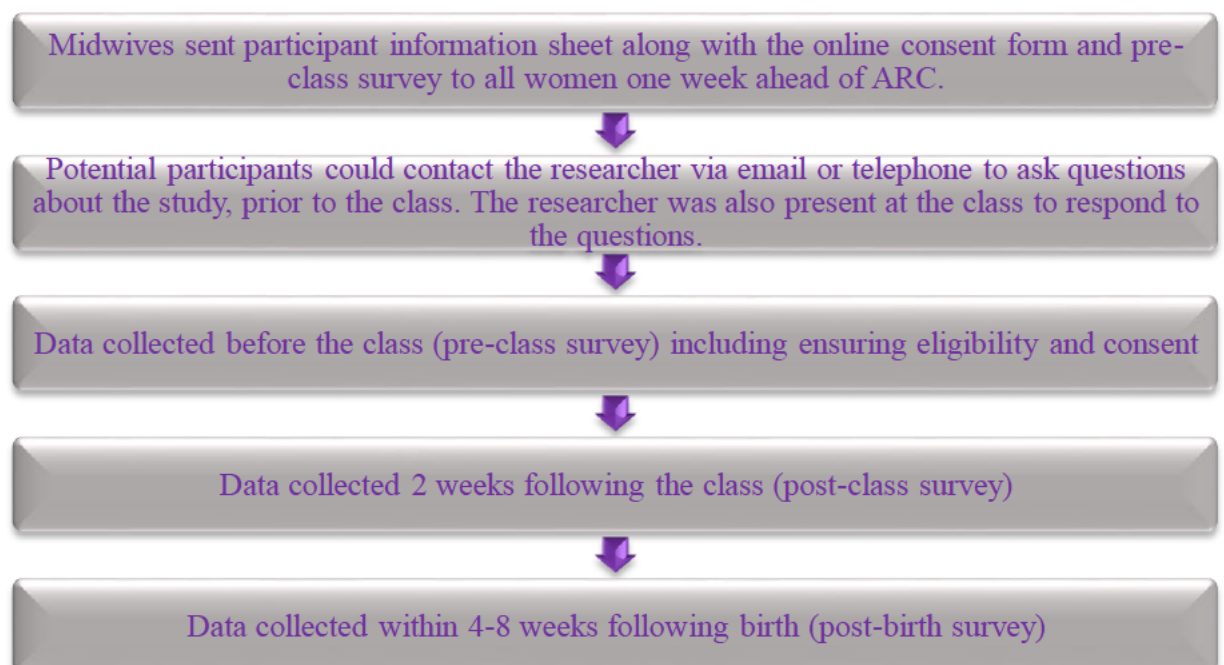 Midwives sent participant information sheet along with the online consent form and pre-
class survey to all women one week ahead of ARC.
Potential participants could contact the researcher via email or telephone to ask questions
about the study, prior to the class. The researcher was also present at the class to respond to
the questions.
Data collected before the class (pre-class survey) including ensuring eligibility and consent
Data collected 2 weeks following the class (post-class survey)
Data collected within 4-8 weeks following birth (post-birth survey)